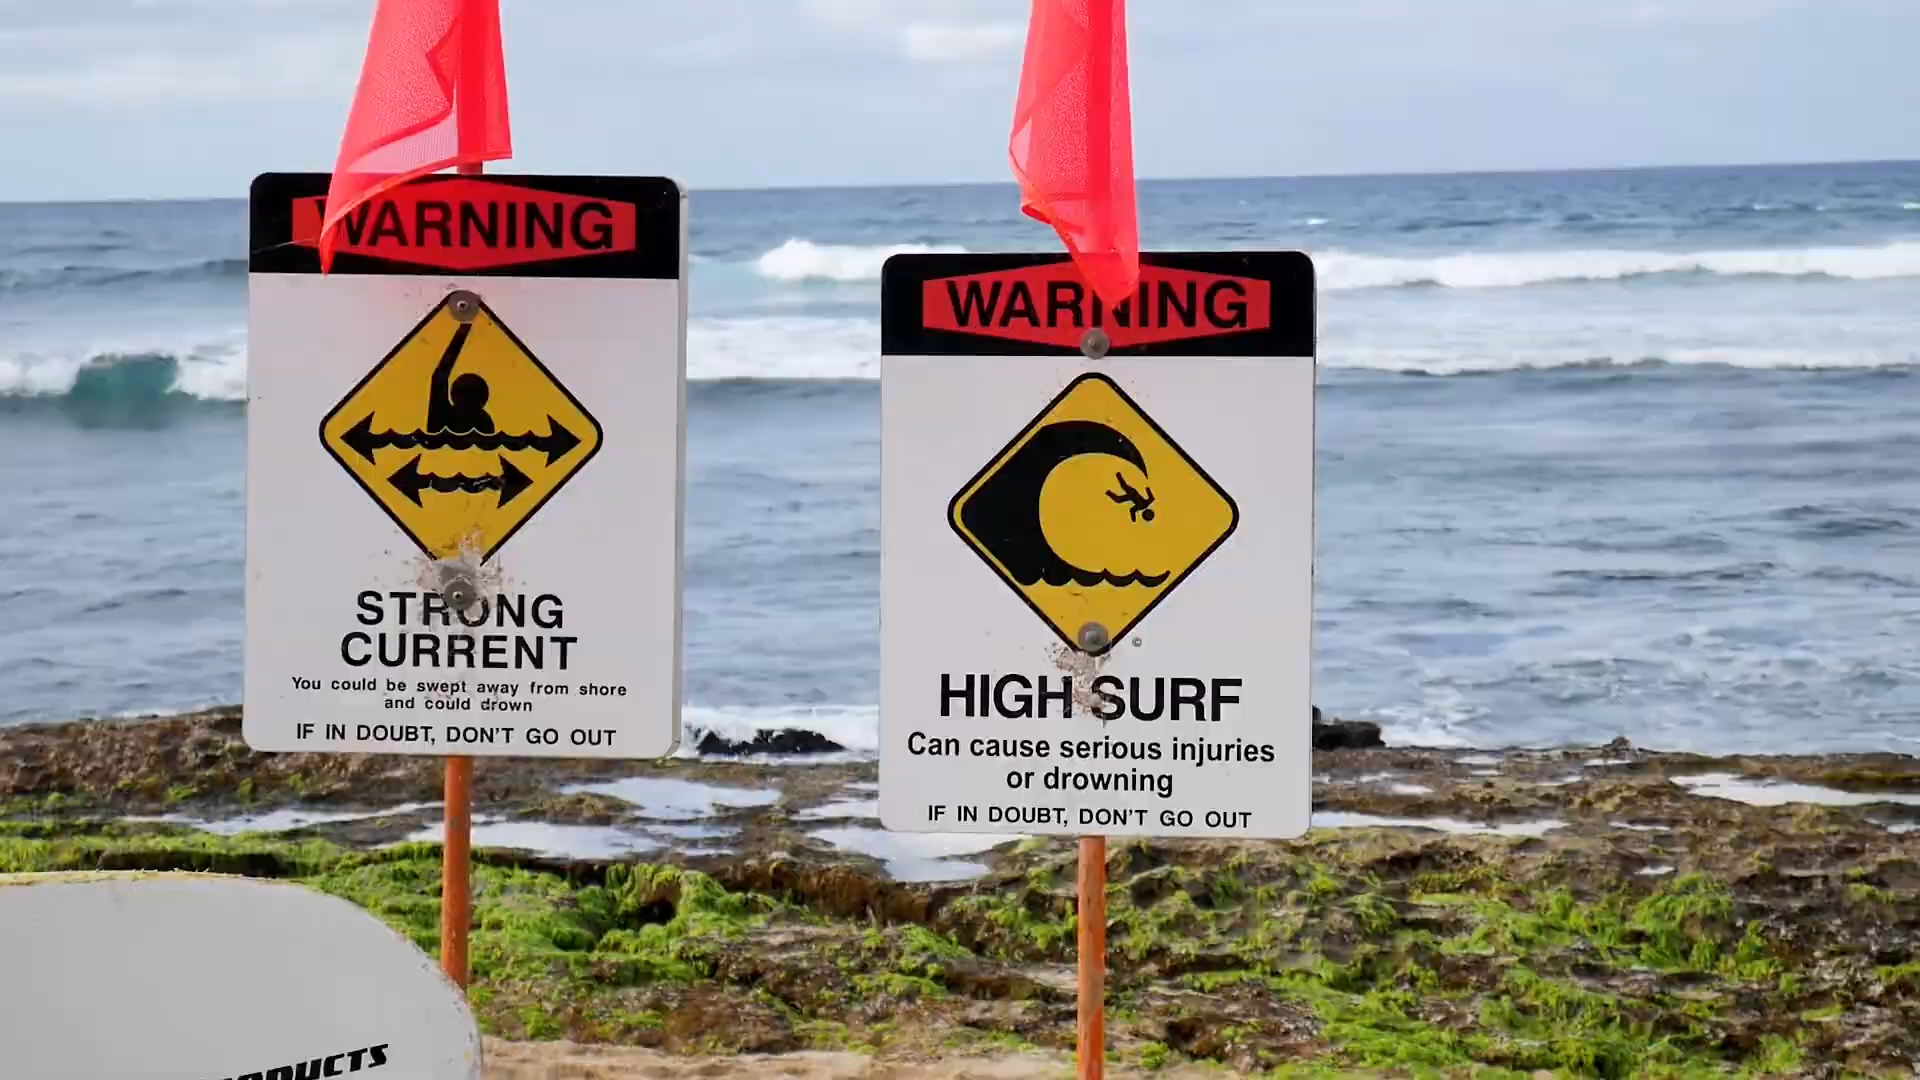 WARNING
STRONG
CURRENT
You could be swept away from shore
and could drown
IF IN DOUBT, DON'T GO OUT
WARNING
©
HIGH SURF
Can cause serious injuries
or drowning
IF IN DOUBT, DON'T GO OUT